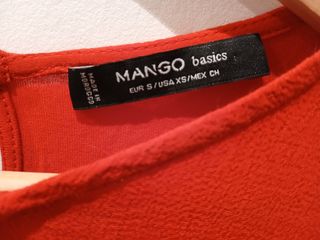 MANGO basics
EUR S/USA XS/MEX CH
MADE IN
MOROCCO